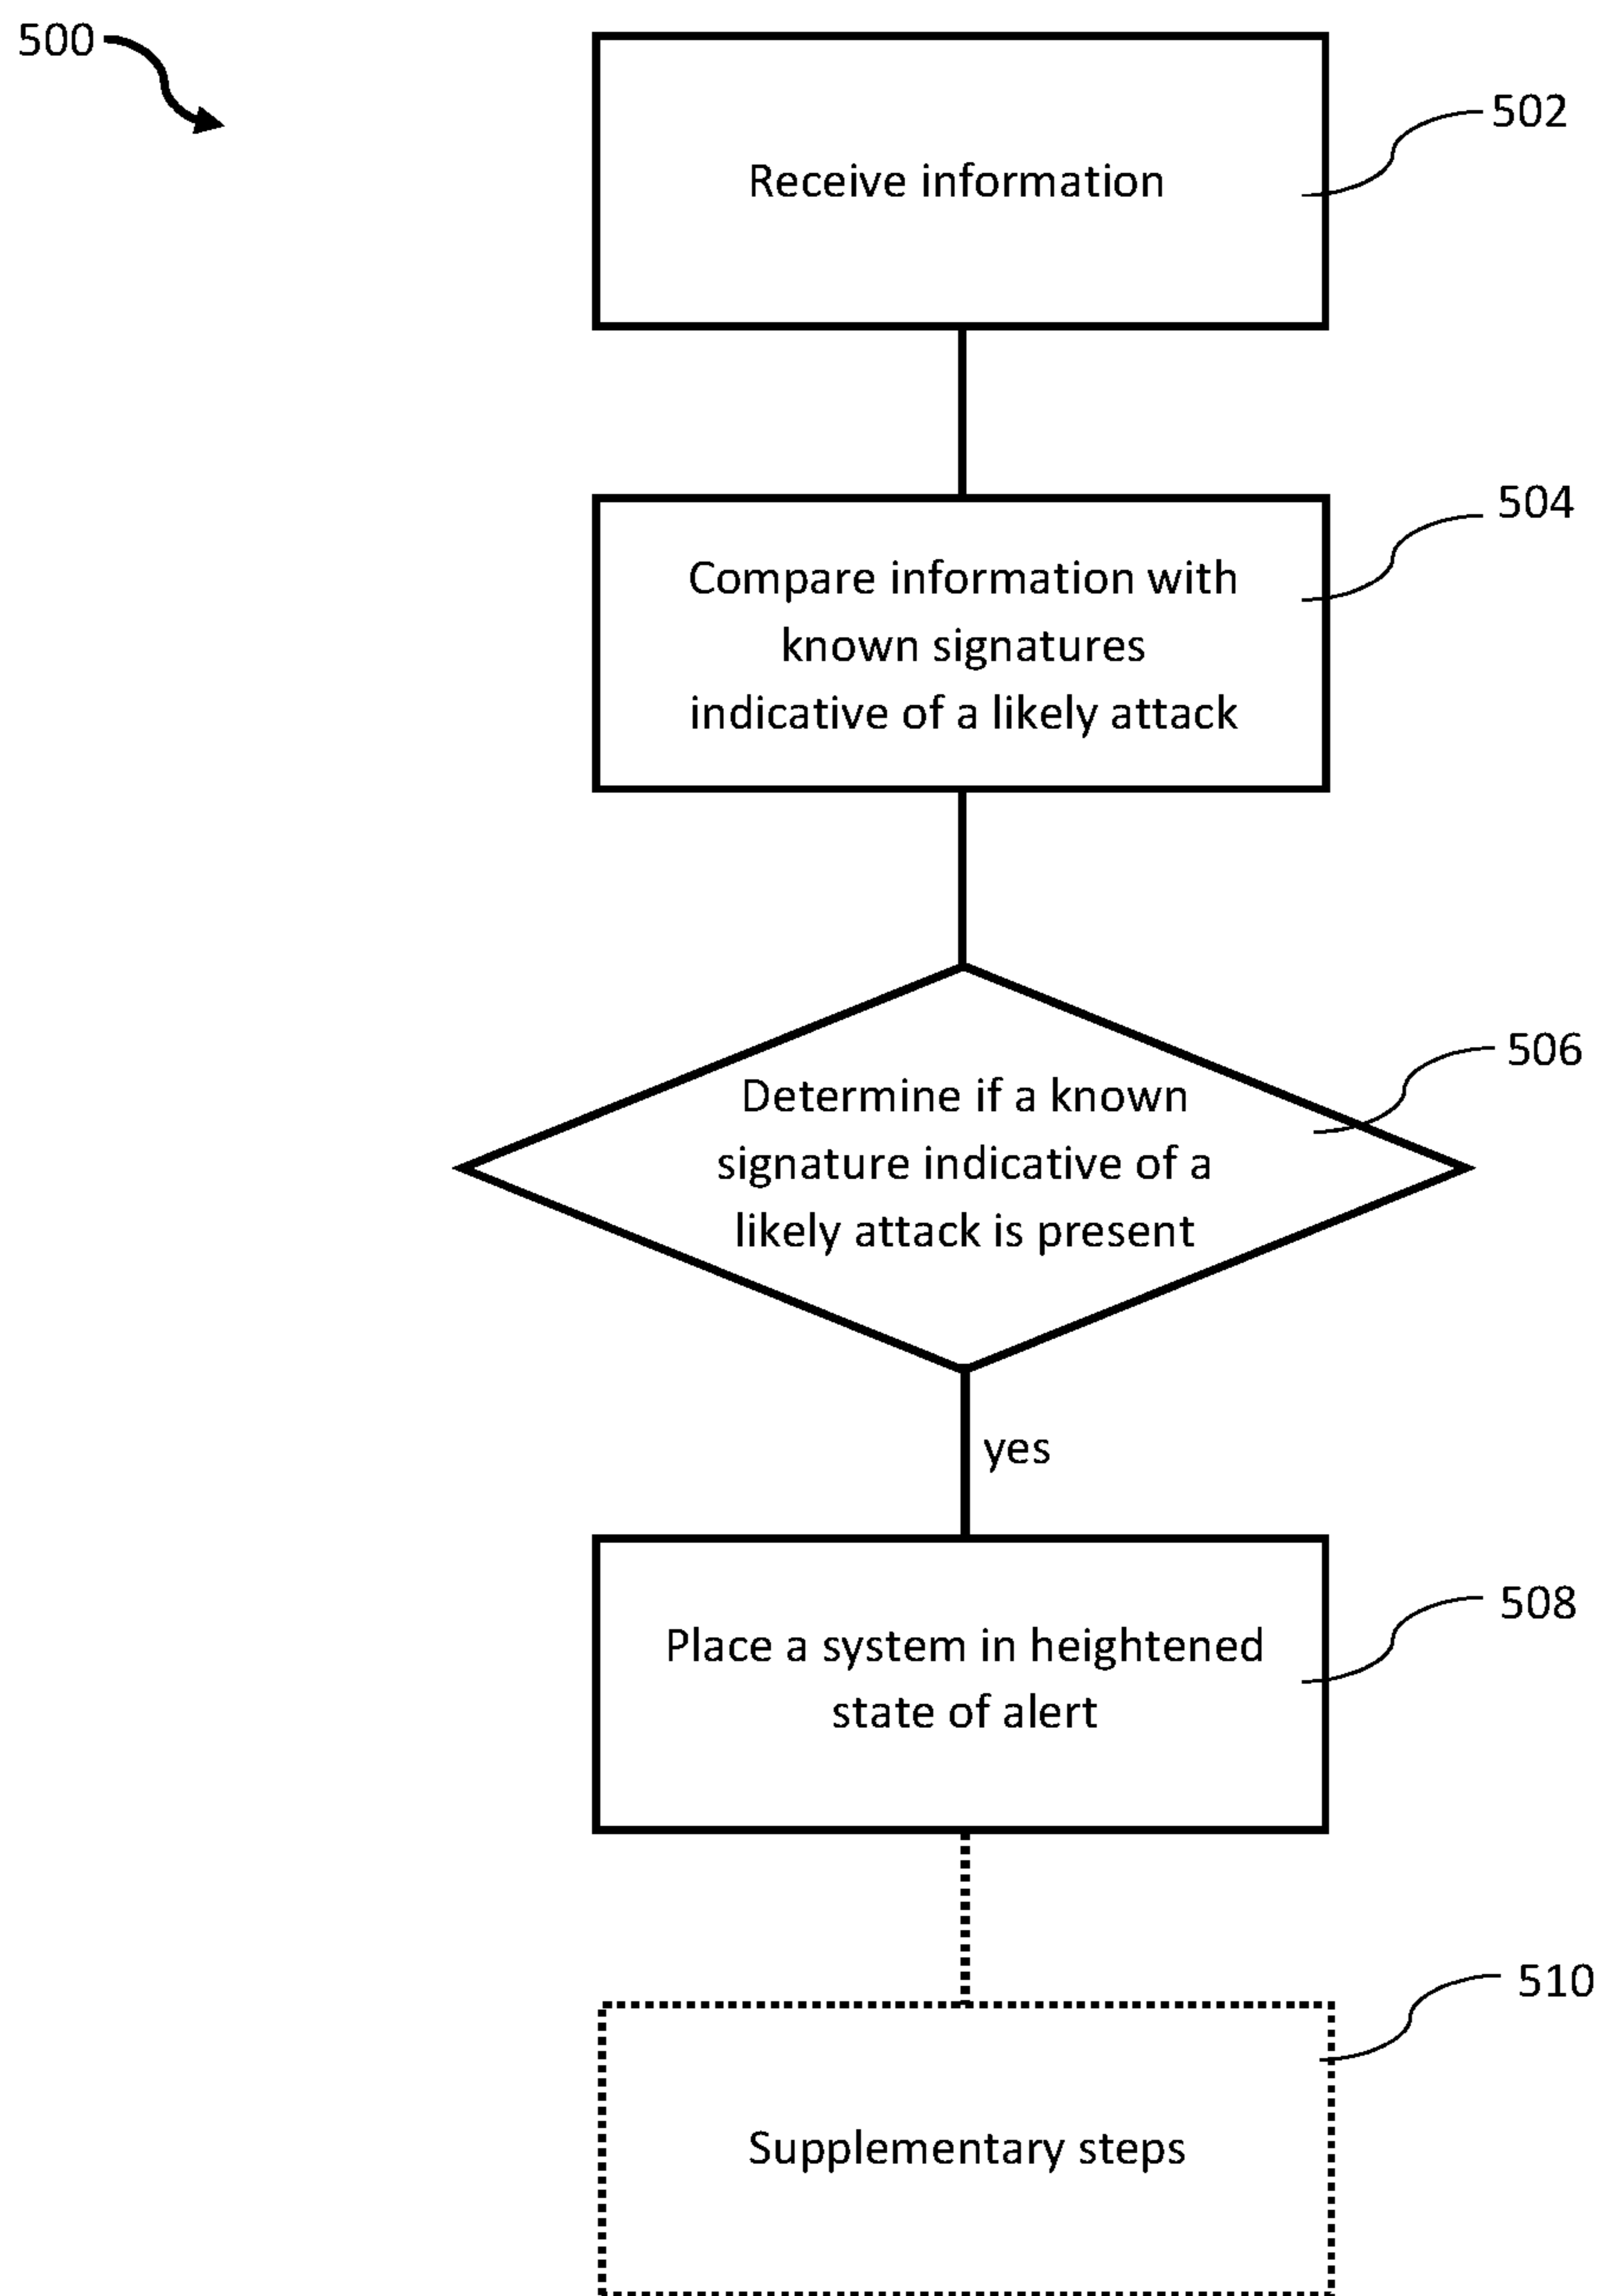 500
502
Receive information
504
Compare information with
known signatures
indicative of a likely attack
506
Determine if a known
signature indicative of a
likely attack is present
yes
508
Place a system in heightened
state of alert
510
Supplementary steps